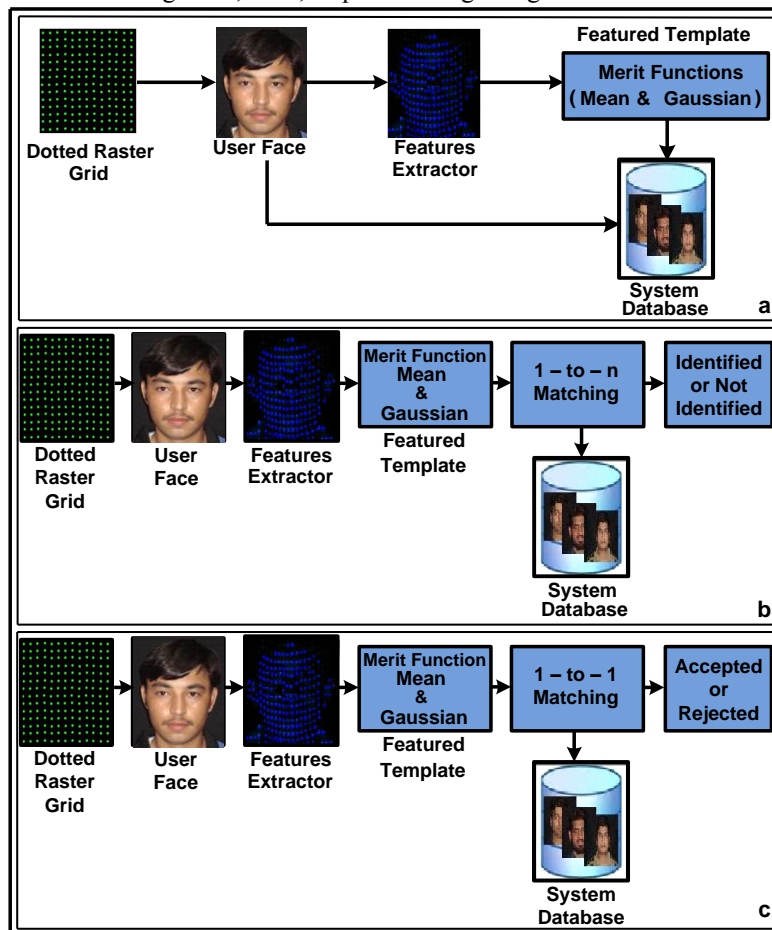 Featured Template
Merit Functions
(Mean & Gaussian)
Dotted Raster
Grid
User Face
Features
Extractor
System
Database
a
Dotted
Raster
Grid
User
Face
Features
Extractor
Merit Function
Mean
&
Gaussian
Featured
Template
1 – to – n
Matching
Identified
or Not
Identified
System
Database
b
Dotted
Raster
Grid
User
Face
Features
Extractor
Merit Function
Mean
&
Gaussian
Featured
Template
1 – to – 1
Matching
Accepted
or
Rejected
System
Database
c